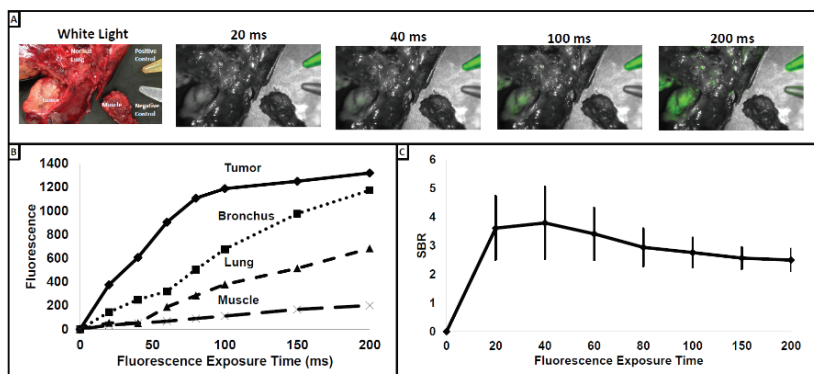 A
White Light
20 ms
40 ms
100 ms
200 ms
Normal Lung
Positive Control
Muscle
Negative Control
B
1400
1200
1000
800
600
400
200
0
Fluorescence
Tumor
Bronchus
Lung
Muscle
0 50 100 150 200
Fluorescence Exposure Time (ms)
C
6
5
4
3
2
1
0
SBR
0 20 40 60 80 100 150 200
Fluorescence Exposure Time